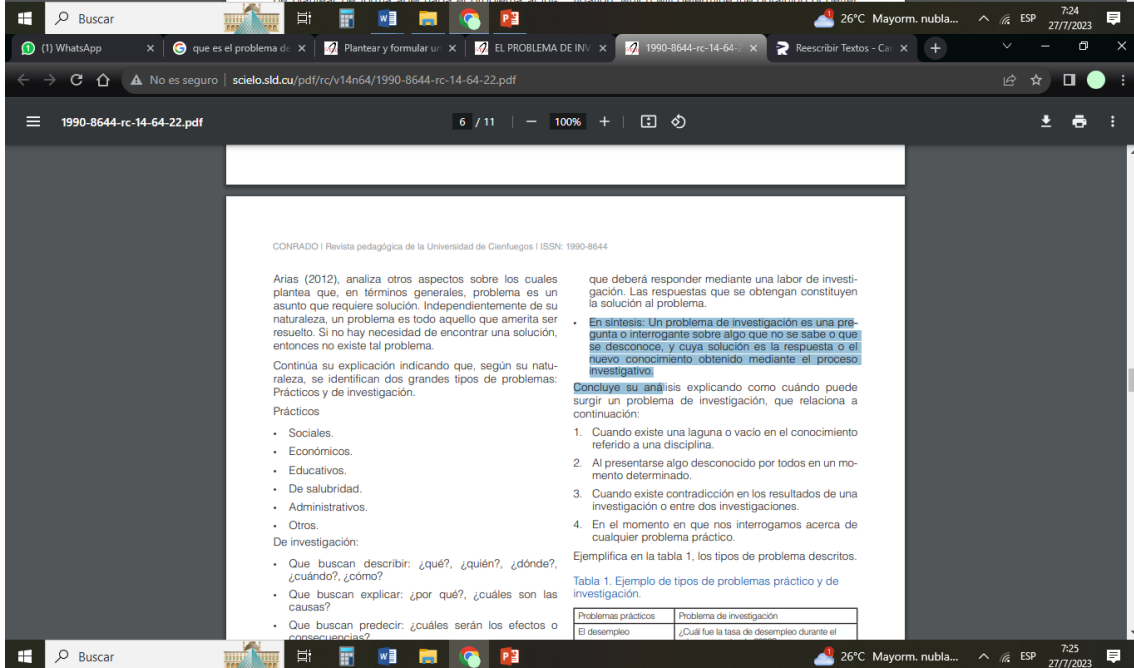 Buscar
26°C Mayorm. nubla...
ESP
7:24
27/7/2023
(1) WhatsApp
que es el problema de
Plantear y formular un
EL PROBLEMA DE INV
1990-8644-rc-14-64-2
Reescribir Textos - Car
No es seguro | scielo.sld.cu/pdf/rc/v14n64/1990-8644-rc-14-64-22.pdf
1990-8644-rc-14-64-22.pdf
6 / 11
100%
CONRADO | Revista pedagógica de la Universidad de Cienfuegos | ISSN: 1990-8644
Arias (2012), analiza otros aspectos sobre los cuales
plantea que, en términos generales, problema es un
asunto que requiere solución. Independientemente de su
naturaleza, un problema es todo aquello que amerita ser
resuelto. Si no hay necesidad de encontrar una solución,
entonces no existe tal problema.
Continúa su explicación indicando que, según su natu-
raleza, se identifican dos grandes tipos de problemas:
Prácticos y de investigación.
Prácticos
• Sociales.
• Económicos.
• Educativos.
• De salubridad.
• Administrativos.
• Otros.
De investigación:
• Que buscan describir: ¿qué?, ¿quién?, ¿dónde?,
¿cuándo?, ¿cómo?
• Que buscan explicar: ¿por qué?, ¿cuáles son las
causas?
• Que buscan predecir: ¿cuáles serán los efectos o
consecuencias?
que deberá responder mediante una labor de investi-
gación. Las respuestas que se obtengan constituyen
la solución al problema.
• En síntesis: Un problema de investigación es una pre-
gunta o interrogante sobre algo que no se sabe o que
se desconoce, y cuya solución es la respuesta o el
nuevo conocimiento obtenido mediante el proceso
investigativo.
Concluye su análisis explicando como cuándo puede
surgir un problema de investigación, que relaciona a
continuación:
1. Cuando existe una laguna o vacío en el conocimiento
referido a una disciplina.
2. Al presentarse algo desconocido por todos en un mo-
mento determinado.
3. Cuando existe contradicción en los resultados de una
investigación o entre dos investigaciones.
4. En el momento en que nos interrogamos acerca de
cualquier problema práctico.
Ejemplifica en la tabla 1, los tipos de problema descritos.
Tabla 1. Ejemplo de tipos de problemas práctico y de
investigación.
Problemas prácticos
Problema de investigación
El desempleo
¿Cuál fue la tasa de desempleo durante el
Buscar
26°C Mayorm. nubla...
ESP
7:25
27/7/2023